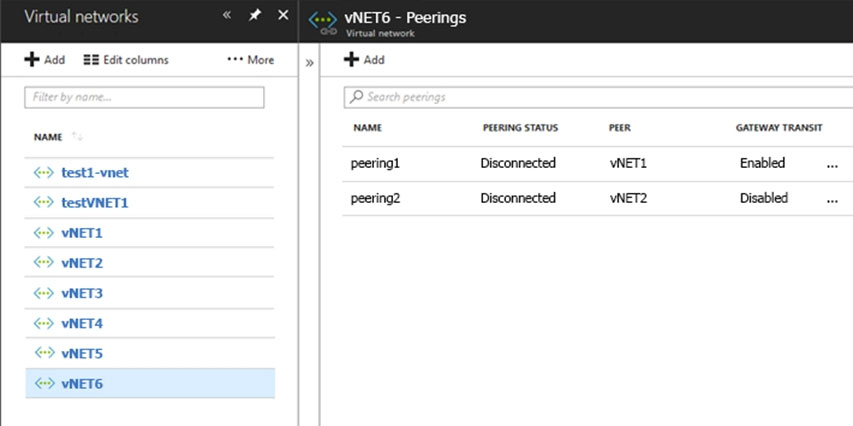 Virtual networks « ×
Add Edit columns ••• More
Filter by name...
NAME ↑↓
test1-vnet
testVNET1
vNET1
vNET2
vNET3
vNET4
vNET5
vNET6
vNET6 - Peerings
Virtual network
» Add
Search peerings
NAME PEERING STATUS PEER GATEWAY TRANSIT
peering1 Disconnected vNET1 Enabled ...
peering2 Disconnected vNET2 Disabled ...